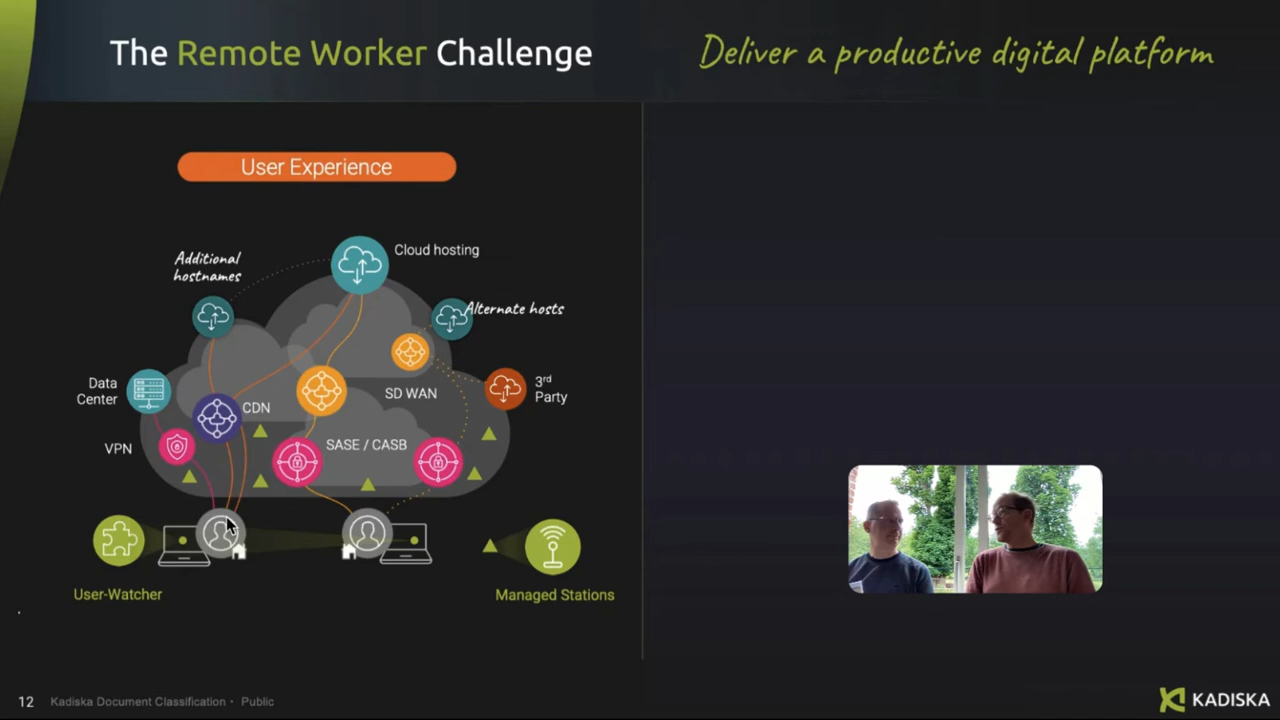 The Remote Worker Challenge
Deliver a productive digital platform
User Experience
Additional
hostnames
Cloud hosting
Alternate hosts
Data
Center
CDN
SD WAN
3rd
Party
VPN
SASE / CASB
User-Watcher
Managed Stations
12
Kadiska Document Classification · Public
KADISKA